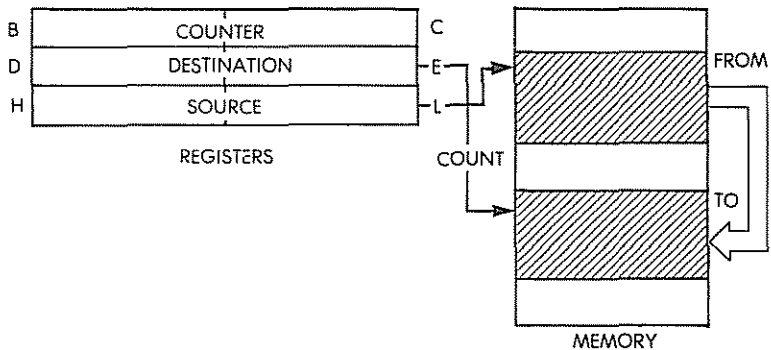 B COUNTER C
D DESTINATION E
H SOURCE L
REGISTERS
COUNT
FROM
TO
MEMORY